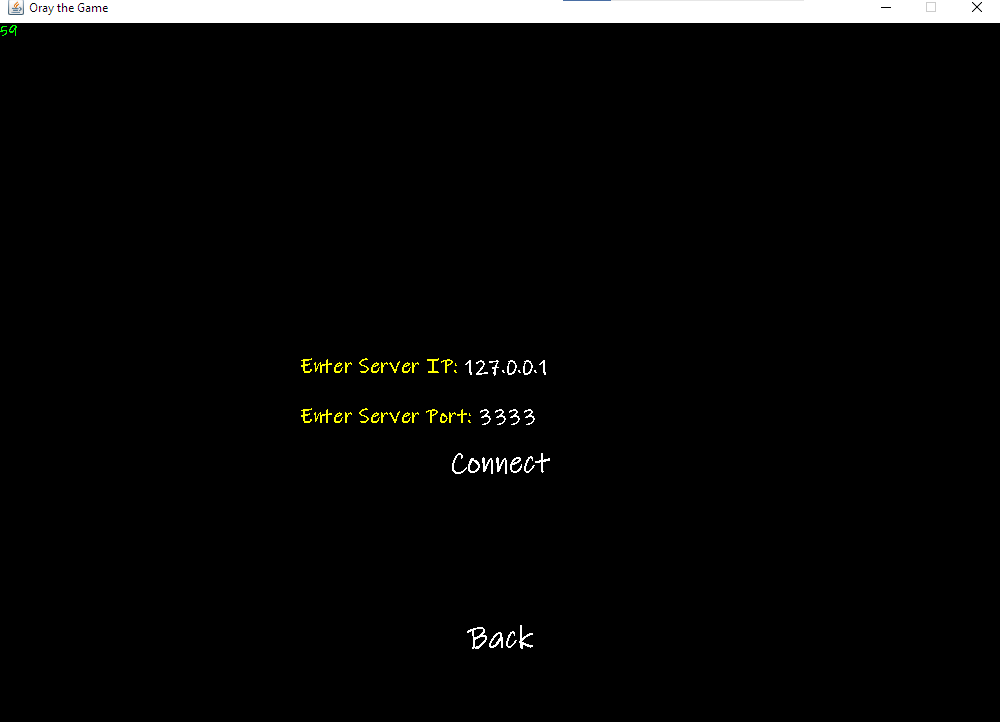 Oray the Game
59
Enter Server IP: 127.0.0.1
Enter Server Port: 3333
Connect
Back